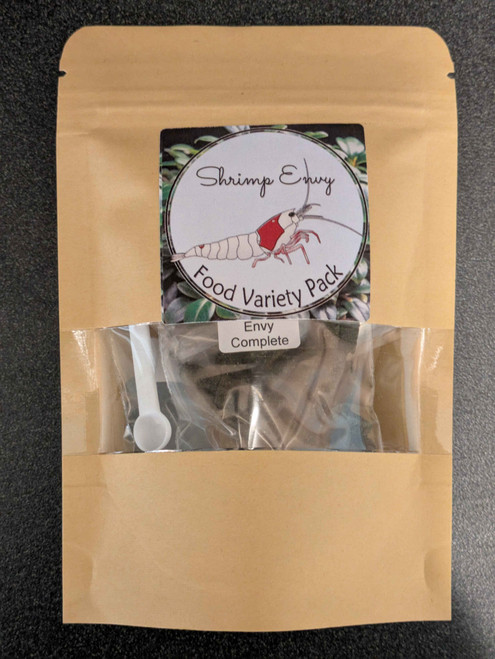 Shrimp Envy
Food Variety Pack
Envy
Complete